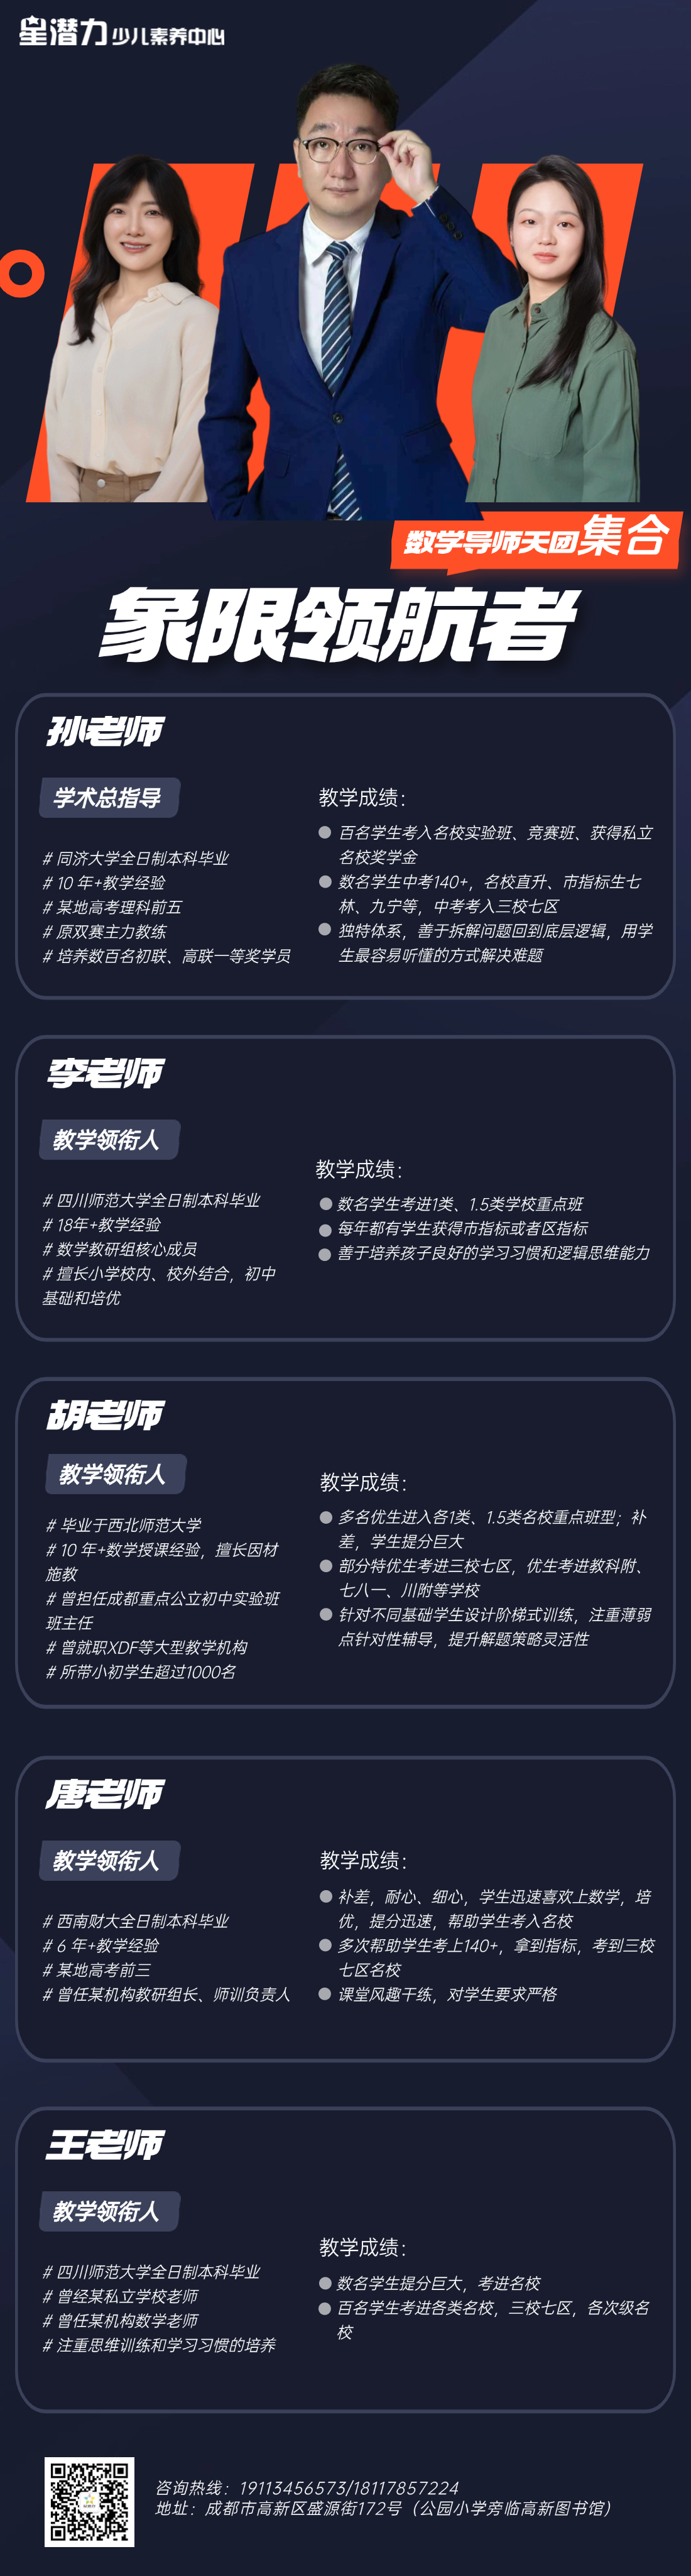 星潜力少儿素养中心
数学导师天团集合
象限领航者
孙老师
学术总指导
# 同济大学全日制本科毕业
# 10 年+教学经验
# 某地高考理科前五
# 原双赛主力教练
# 培养数百名初联、高联一等奖学员
教学成绩：
百名学生考入名校实验班、竞赛班、获得私立
名校奖学金
数名学生中考140+，名校直升、市指标生七
林、九宁等，中考考入三校七区
独特体系，善于拆解问题回到底层逻辑，用学
生最容易听懂的方式解决难题
李老师
教学领衔人
# 四川师范大学全日制本科毕业
# 18年+教学经验
# 数学教研组核心成员
# 擅长小学校内、校外结合，初中
基础和培优
教学成绩：
数名学生考进1类、1.5类学校重点班
每年都有学生获得市指标或者区指标
善于培养孩子良好的学习习惯和逻辑思维能力
胡老师
教学领衔人
# 毕业于西北师范大学
# 10 年+数学授课经验，擅长因材
施教
# 曾担任成都重点公立初中实验班
班主任
# 曾就职XDF等大型教学机构
# 所带小初学生超过1000名
教学成绩：
多名优生进入各1类、1.5类名校重点班型；补
差，学生提分巨大
部分特优生考进三校七区，优生考进教科附、
七八一、川附等学校
针对不同基础学生设计阶梯式训练，注重薄弱
点针对性辅导，提升解题策略灵活性
唐老师
教学领衔人
# 西南财大全日制本科毕业
# 6 年+教学经验
# 某地高考前三
# 曾任某机构教研组长、师训负责人
教学成绩：
补差，耐心、细心，学生迅速喜欢上数学，培
优，提分迅速，帮助学生考入名校
多次帮助学生考上140+，拿到指标，考到三校
七区名校
课堂风趣干练，对学生要求严格
王老师
教学领衔人
# 四川师范大学全日制本科毕业
# 曾经某私立学校老师
# 曾任某机构数学老师
# 注重思维训练和学习习惯的培养
教学成绩：
数名学生提分巨大，考进名校
百名学生考进各类名校，三校七区，各次级名
校
咨询热线：19113456573/18117857224
地址：成都市高新区盛源街172号（公园小学旁临高新图书馆）